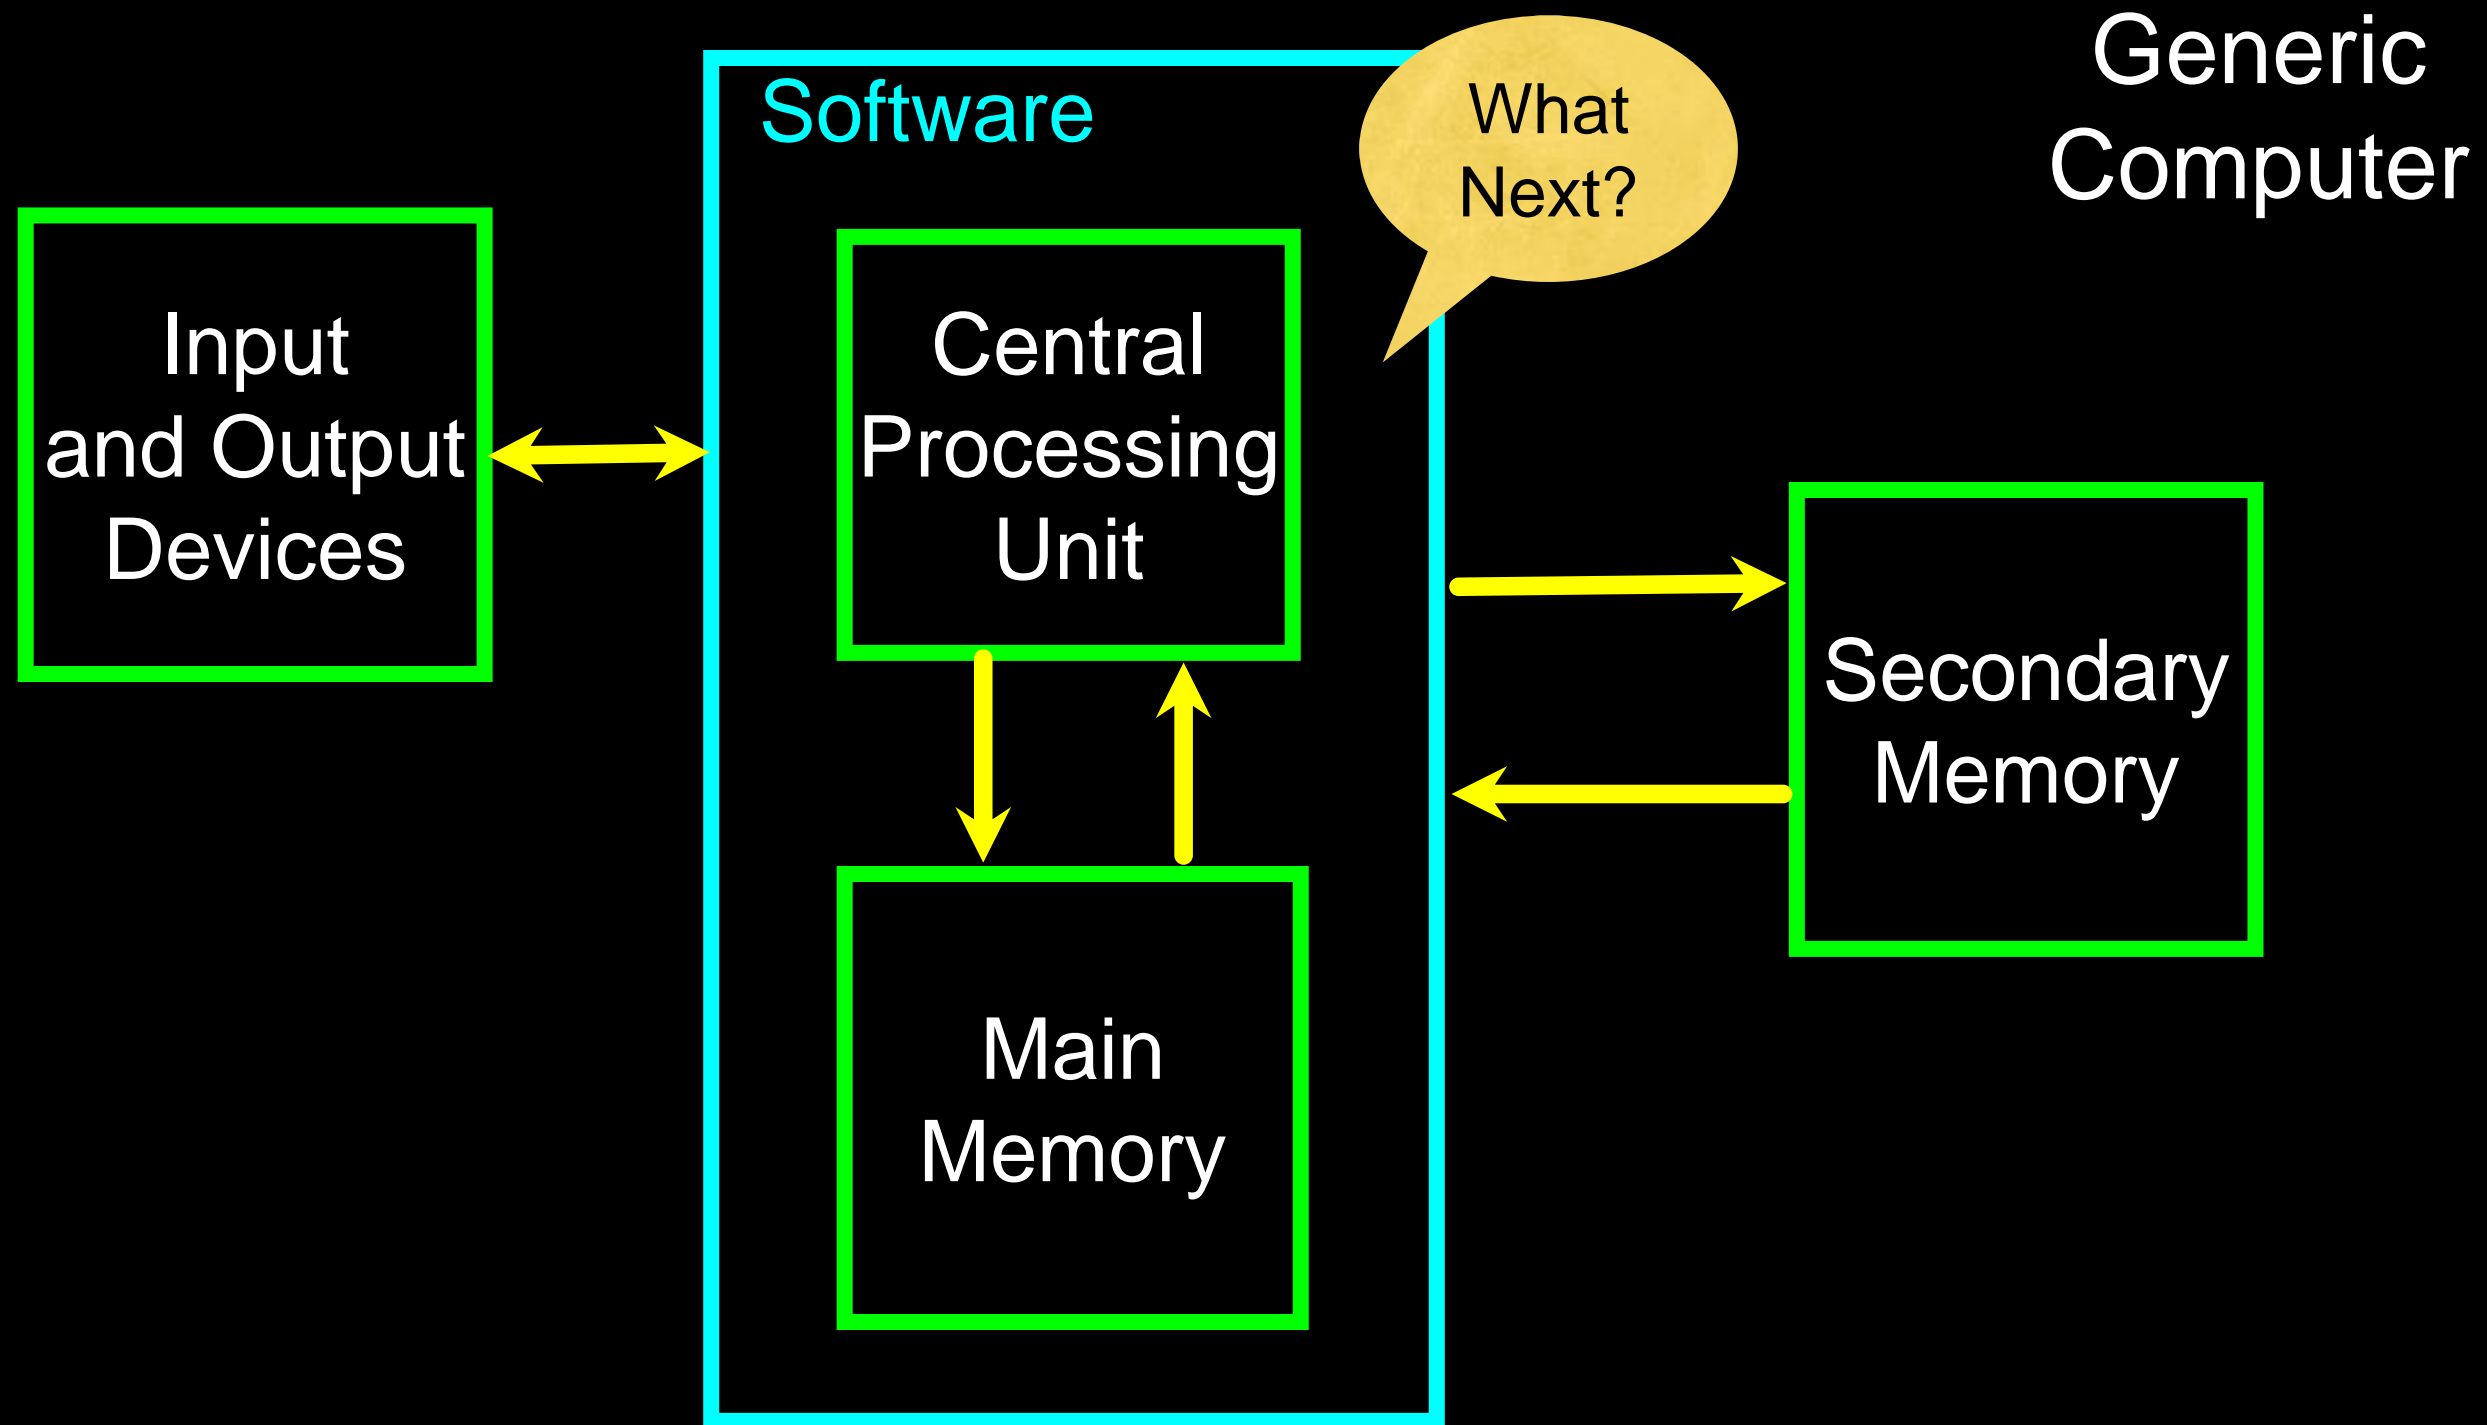 Generic
Computer
Software
What
Next?
Input
and Output
Devices
Central
Processing
Unit
Secondary
Memory
Main
Memory